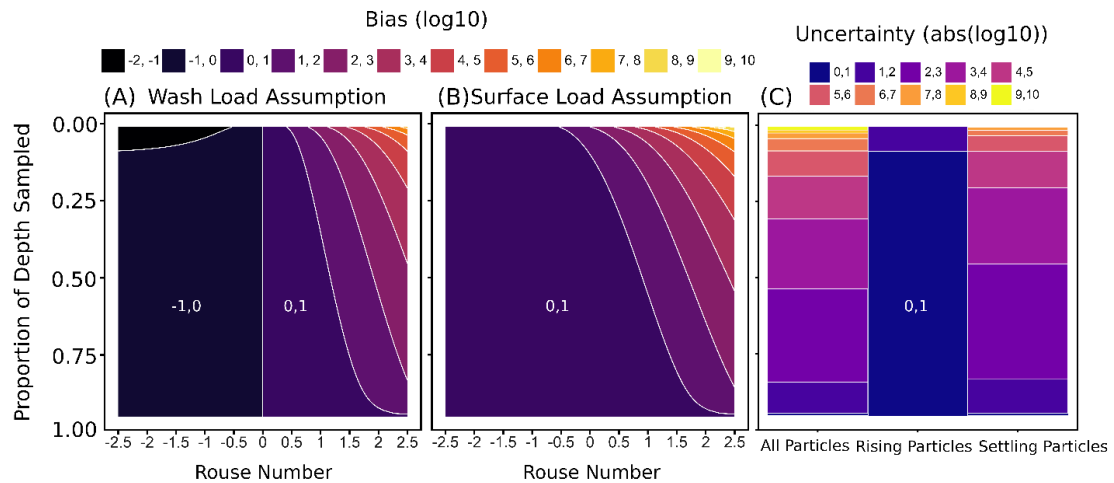 Bias (log10)
-2, -1 -1, 0 0, 1 1, 2 2, 3 3, 4 4, 5 5, 6 6, 7 7, 8 8, 9 9, 10
Uncertainty (abs(log10))
0,1 1,2 2,3 3,4 4,5
5,6 6,7 7,8 8,9 9,10
(A) Wash Load Assumption
(B) Surface Load Assumption
(C)
Proportion of Depth Sampled
0.00
0.25
0.50
0.75
1.00
-1,0
0,1
0,1
0,1
-2.5 -2 -1.5 -1 -0.5 0 0.5 1 1.5 2 2.5
Rouse Number
-2.5 -2 -1.5 -1 -0.5 0 0.5 1 1.5 2 2.5
Rouse Number
All Particles Rising Particles Settling Particles